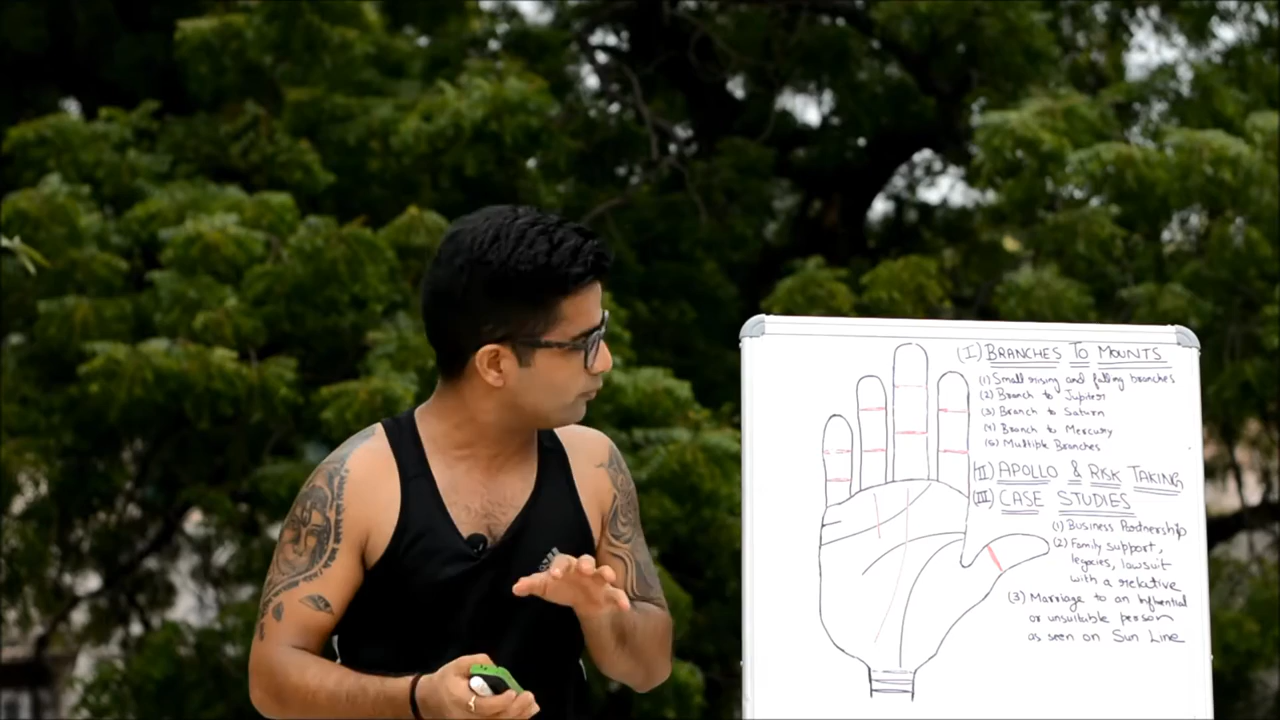 (I) BRANCHES TO MOUNTS
(1) Small rising and falling branches
(2) Branch to Jupiter
(3) Branch to Saturn
(4) Branch to Mercury
(5) Multiple Branches
(II) APOLLO & RISK TAKING
(III) CASE STUDIES
(1) Business Partnership
(2) Family support,
legacies, lawsuit
with a relative
(3) Marriage to an influential
or unsuitable person
as seen on Sun Line